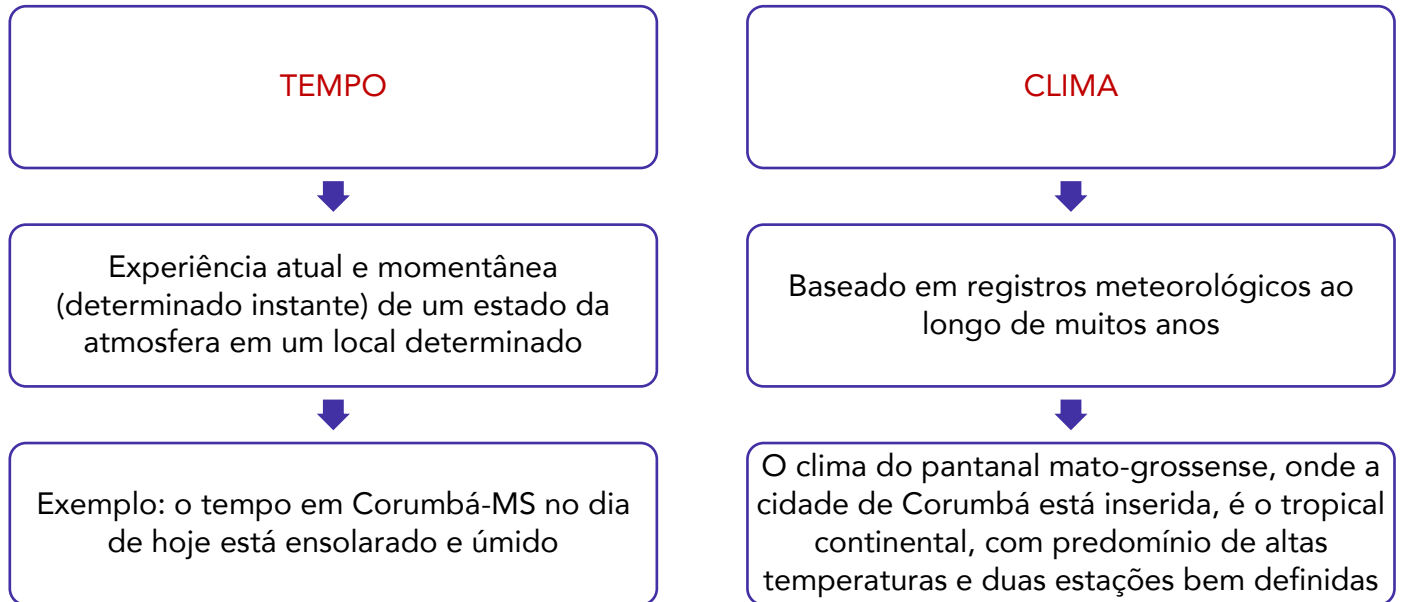 TEMPO
Experiência atual e momentânea
(determinado instante) de um estado da
atmosfera em um local determinado
Exemplo: o tempo em Corumbá-MS no dia
de hoje está ensolarado e úmido
CLIMA
Baseado em registros meteorológicos ao
longo de muitos anos
O clima do pantanal mato-grossense, onde a
cidade de Corumbá está inserida, é o tropical
continental, com predomínio de altas
temperaturas e duas estações bem definidas